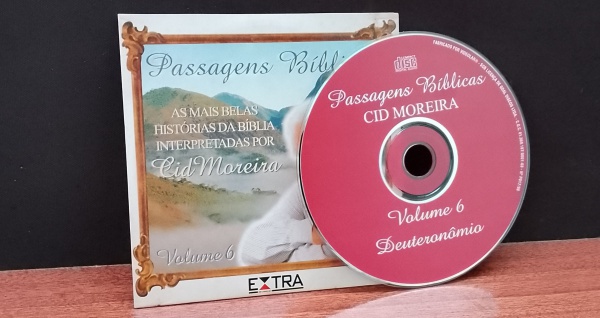 Passagens Bíbli
AS MAIS BELAS
HISTÓRIAS DA BÍBLIA
INTERPRETADAS POR
Cid Moreira
Volume 6
EXTRA
Passagens Bíblicas
CID MOREIRA
Volume 6
Deuteronômio